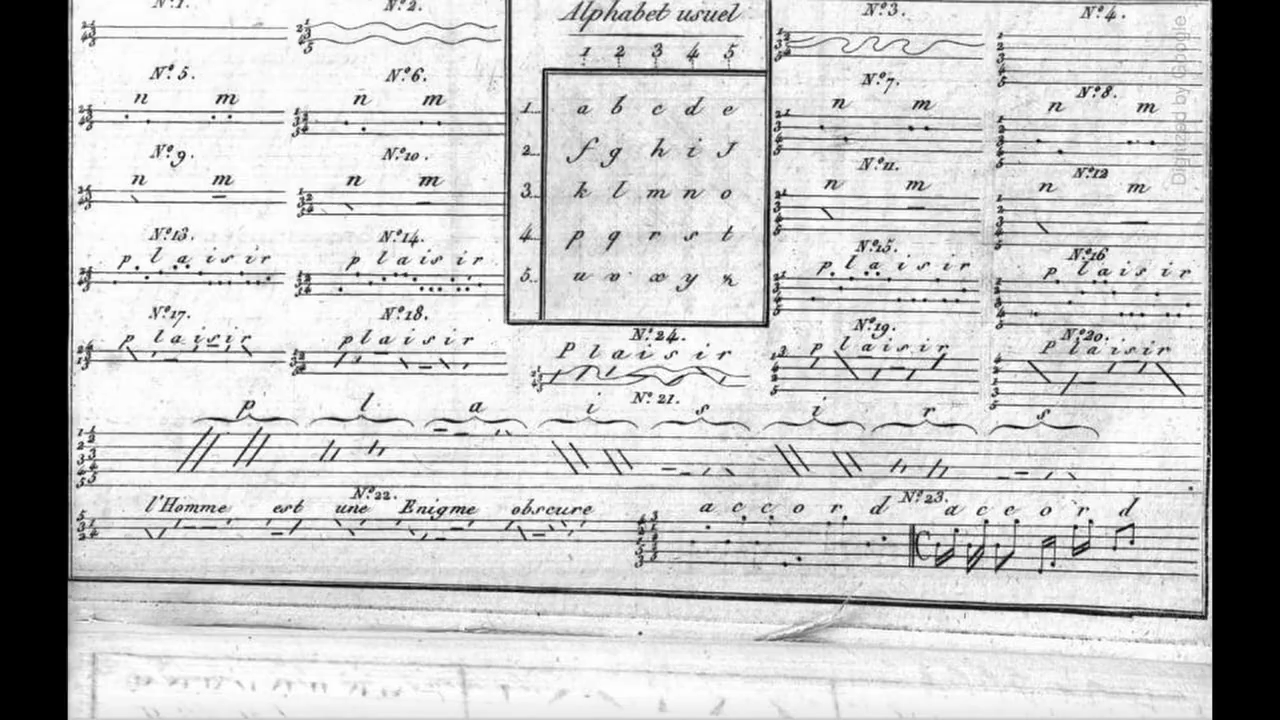 N.º 1.
N.º 2.
Alphabet usuel
N.º 3.
N.º 4.
1 2 3 4 5
1 a b c d e
2 f g h i J
3 k l m n o
4 p q r s t
5 u v x y z
N.º 5.
n m
N.º 6.
n m
N.º 7.
n m
N.º 8.
n m
N.º 9.
n m
N.º 10.
n m
N.º 11.
n m
N.º 12
n m
N.º 13.
p l a i s i r
N.º 14.
p l a i s i r
N.º 15.
p l a i s i r
N.º 16
p l a i s i r
N.º 17.
p l a i s i r
N.º 18.
p l a i s i r
N.º 24.
P l a i s i r
N.º 19.
p l a i s i r
N.º 20.
p l a i s i r
N.º 21.
p l a i s i r s
N.º 22.
l'Homme est une Enigme obscure
N.º 23.
a c c o r d a c c o r d
Digitized by Google